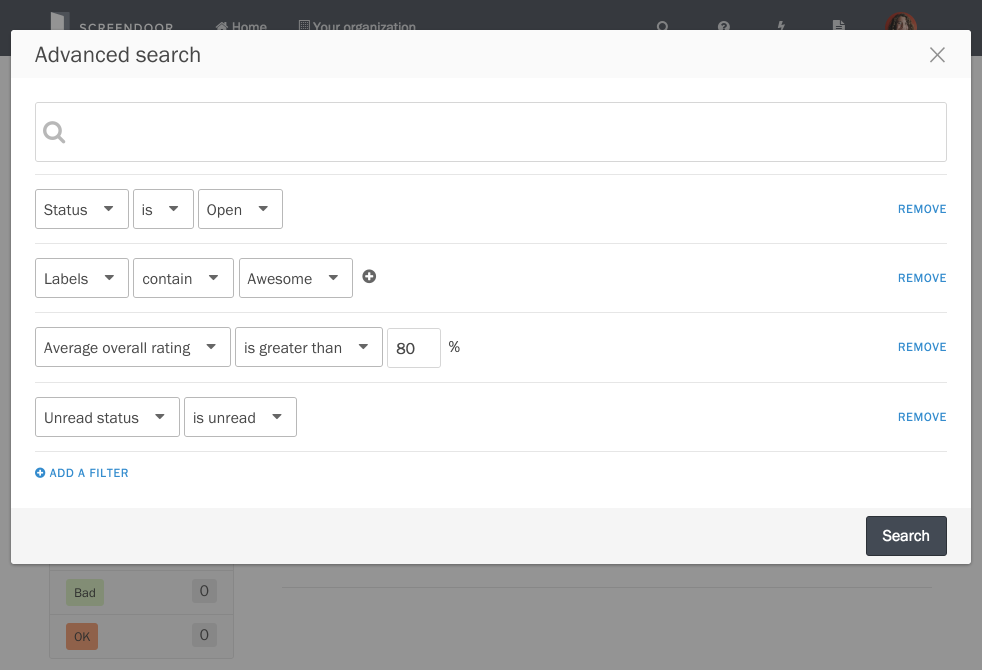 SCREENDOOR Home Your organization
Advanced search
Status is Open REMOVE
Labels contain Awesome REMOVE
Average overall rating is greater than 80 % REMOVE
Unread status is unread REMOVE
ADD A FILTER
Search
Bad 0
OK 0